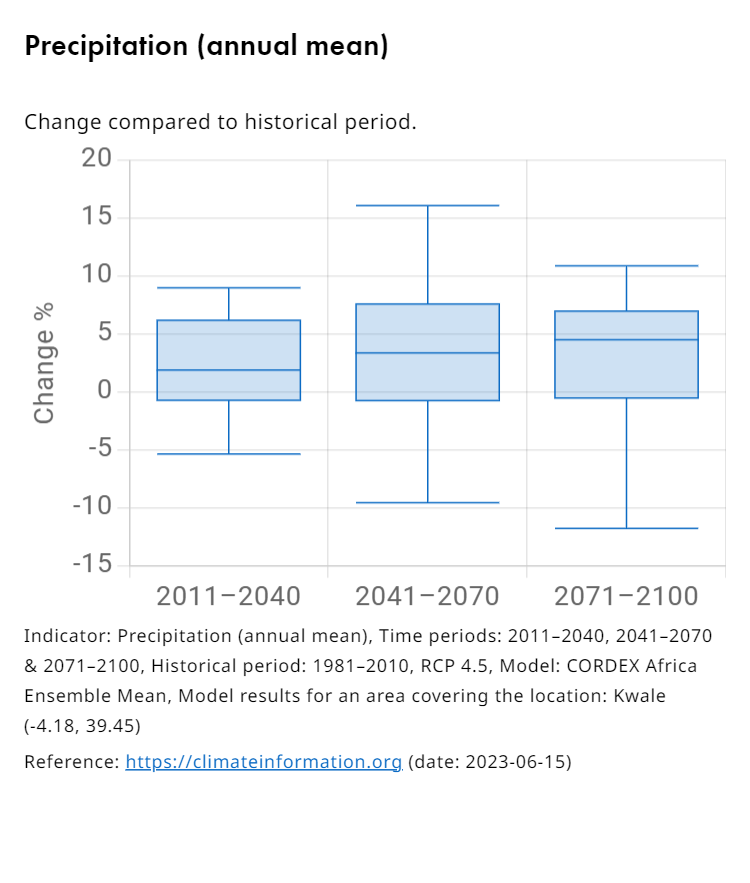 Precipitation (annual mean)
Change compared to historical period.
20
15
10
5
0
-5
-10
-15
Change %
2011–2040 2041–2070 2071–2100
Indicator: Precipitation (annual mean), Time periods: 2011–2040, 2041–2070
& 2071–2100, Historical period: 1981–2010, RCP 4.5, Model: CORDEX Africa
Ensemble Mean, Model results for an area covering the location: Kwale
(-4.18, 39.45)
Reference: https://climateinformation.org (date: 2023-06-15)